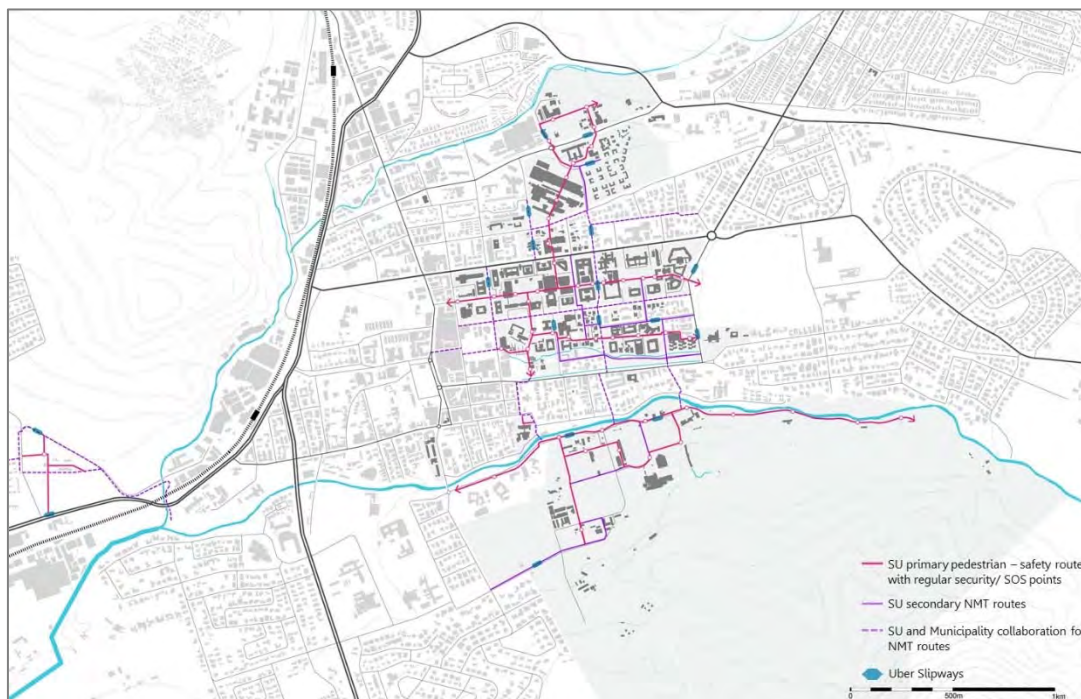 SU primary pedestrian – safety route
with regular security/ SOS points
SU secondary NMT routes
SU and Municipality collaboration fo
NMT routes
Uber Slipways
0 500m 1km